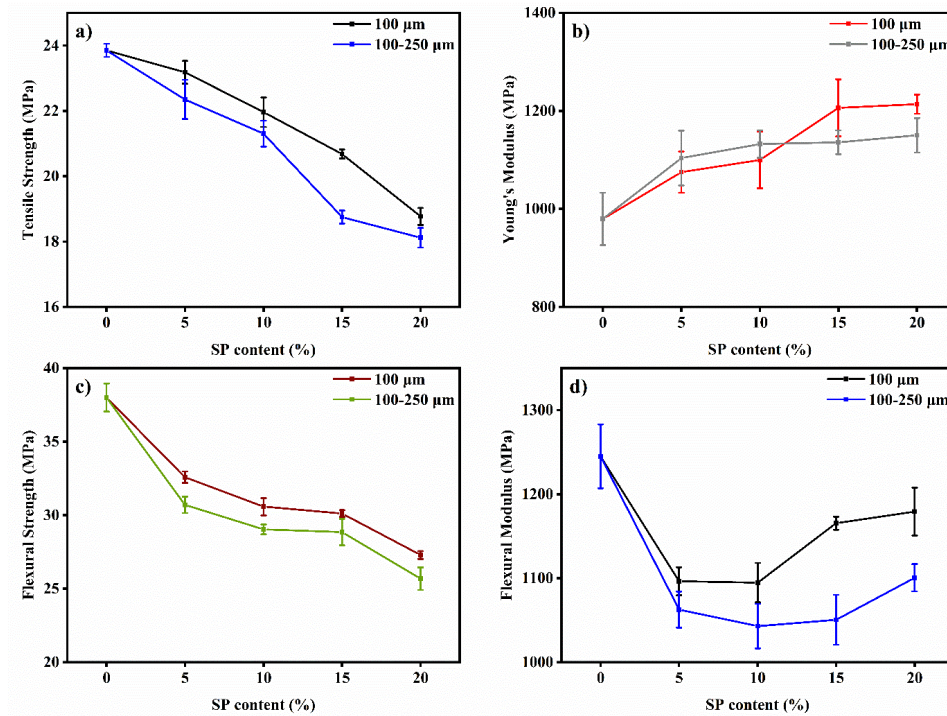 a)
100 μm
100-250 μm
24
22
20
18
16
Tensile Strength (MPa)
0 5 10 15 20
SP content (%)
b)
100 μm
100-250 μm
1400
1200
1000
800
Young' Modulus (MPa)
0 5 10 15 20
SP content (%)
c)
100 μm
100-250 μm
40
35
30
25
20
Flexural Strength (MPa)
0 5 10 15 20
SP content (%)
d)
100 μm
100-250 μm
1300
1200
1100
1000
Flexural Modulus (MPa)
0 5 10 15 20
SP content (%)